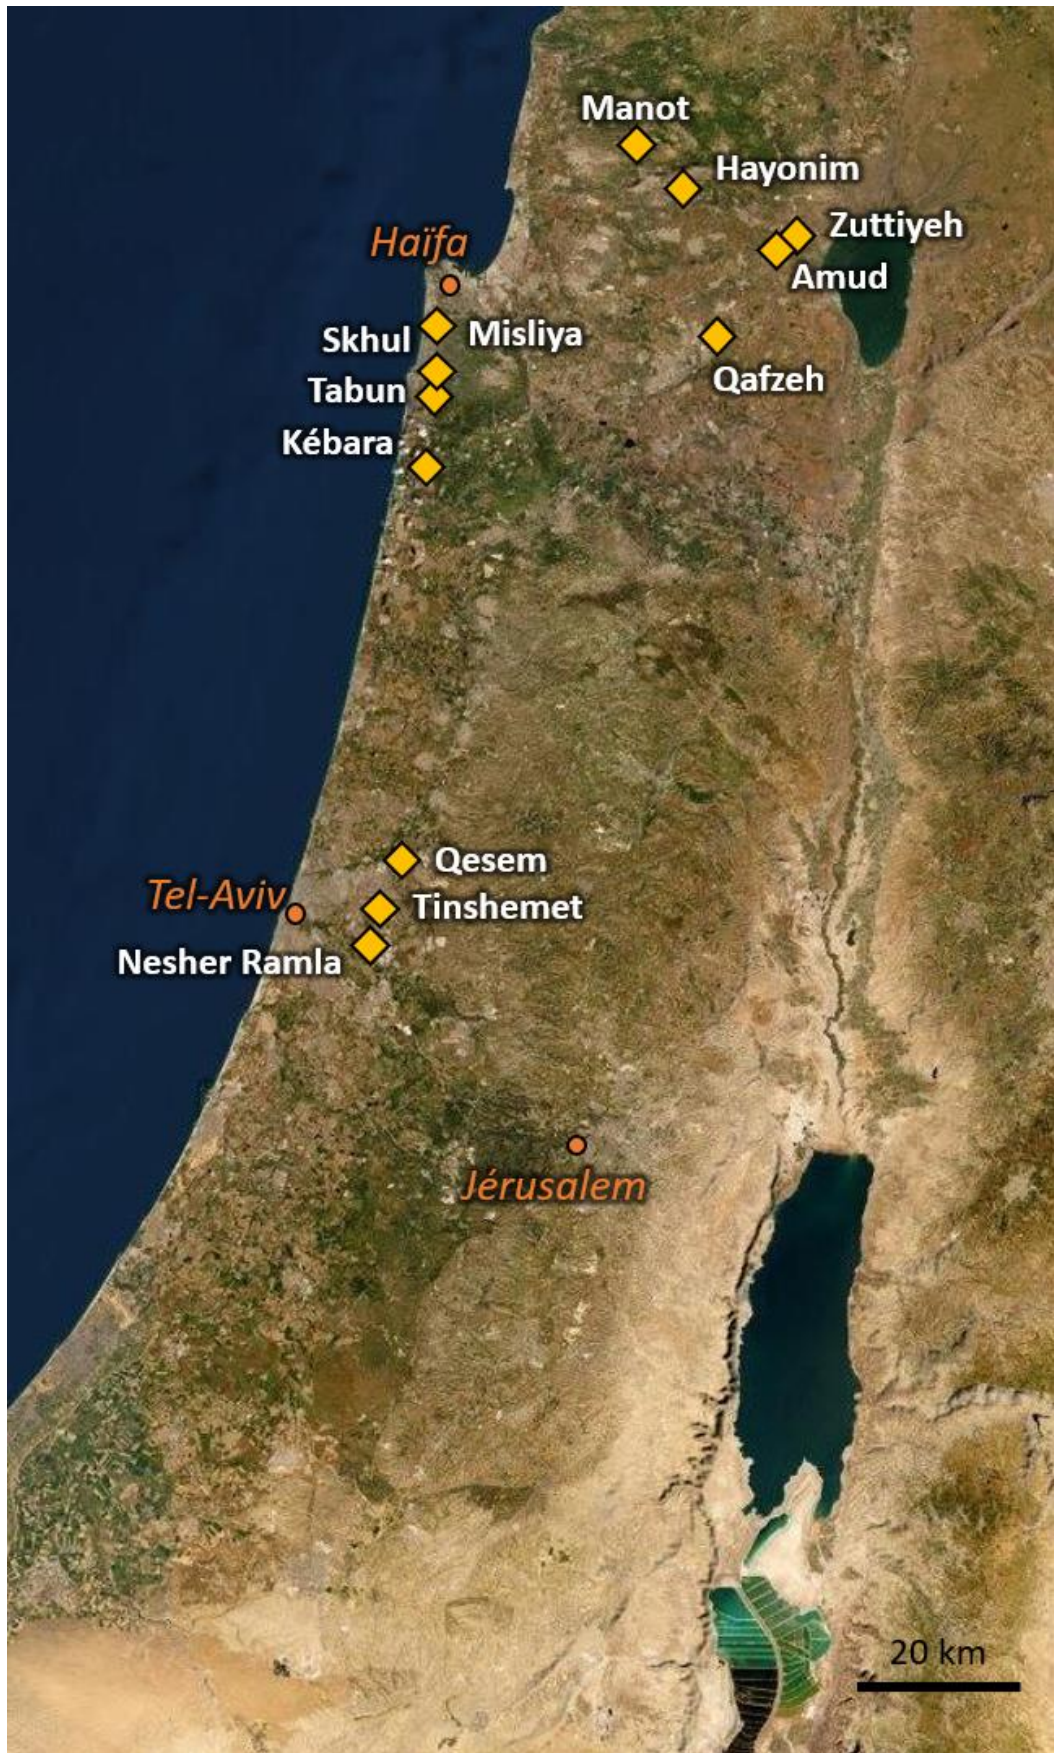 Manot
Hayonim
Zuttiyeh
Amud
Haïfa
Skhul
Misliya
Tabun
Qafzeh
Kébara
Qesem
Tel-Aviv
Tinshemet
Nesher Ramla
Jérusalem
20 km